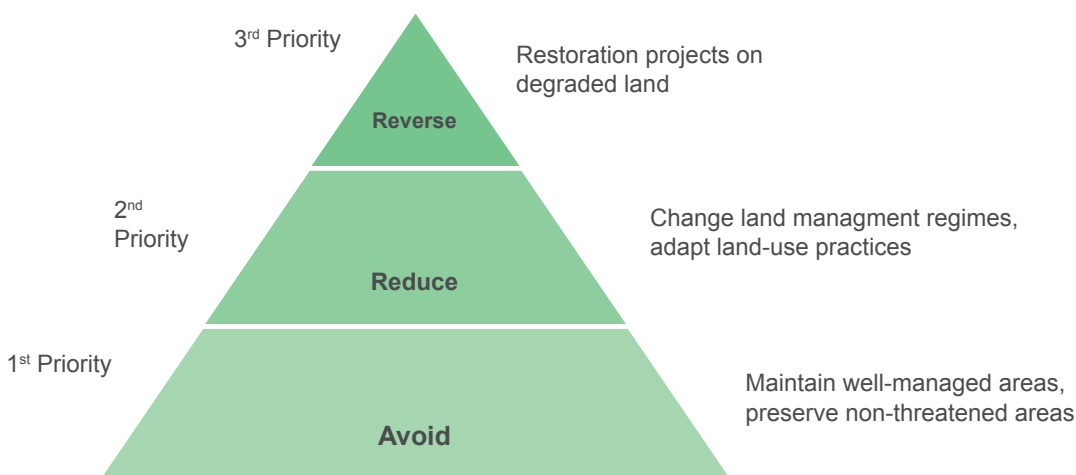 3rd Priority
Restoration projects on
degraded land
Reverse
2nd
Priority
Change land managment regimes,
adapt land-use practices
Reduce
1st Priority
Maintain well-managed areas,
preserve non-threatened areas
Avoid